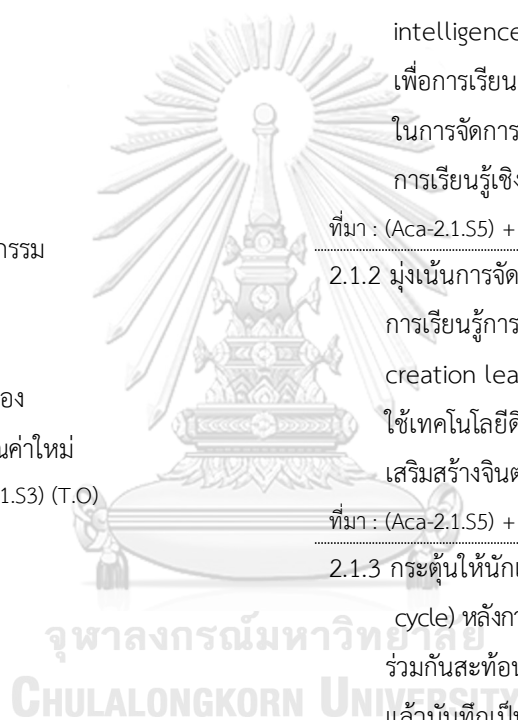 กรรม
อง
นค่าใหม่
1.S3) (T.O)
intelligence
เพื่อการเรียน
ในการจัดการ
การเรียนรู้เชิง
ที่มา : (Aca-2.1.S5) +
2.1.2 มุ่งเน้นการจัด
การเรียนรู้การ
creation lea
ใช้เทคโนโลยีดิ
เสริมสร้างจินต
ที่มา : (Aca-2.1.S5) +
2.1.3 กระตุ้นให้นักเ
cycle) หลังกา
ร่วมกันสะท้อน
แล้วบันทึกเป็น
จุฬาลงกรณ์มหาวิทยาลัย
CHULALONGKORN UNIVERSITY